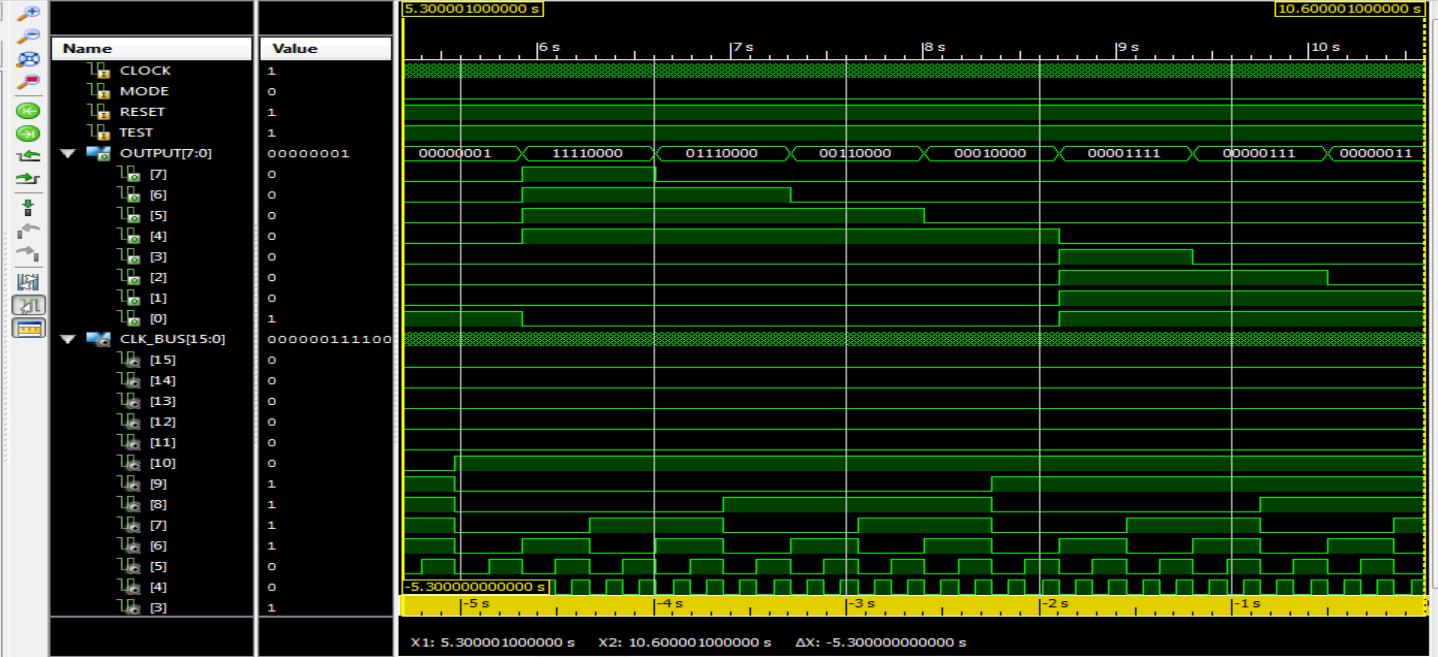 5.300001000000 s 10.600001000000 s
Name Value 6 s 7 s 8 s 9 s 10 s
CLOCK 1
MODE 0
RESET 1
TEST 1
OUTPUT[7:0] 00000001 00000001 11110000 01110000 00110000 00010000 00001111 00000111 00000011
[7] 0
[6] 0
[5] 0
[4] 0
[3] 0
[2] 0
[1] 0
[0] 1
CLK_BUS[15:0] 000000111100
[15] 0
[14] 0
[13] 0
[12] 0
[11] 0
[10] 0
[9] 1
[8] 1
[7] 1
[6] 1
[5] 0
[4] 0 -5.300000000000 s
[3] 1 -5 s -4 s -3 s -2 s -1 s
X1: 5.300001000000 s X2: 10.600001000000 s ΔX: -5.300000000000 s